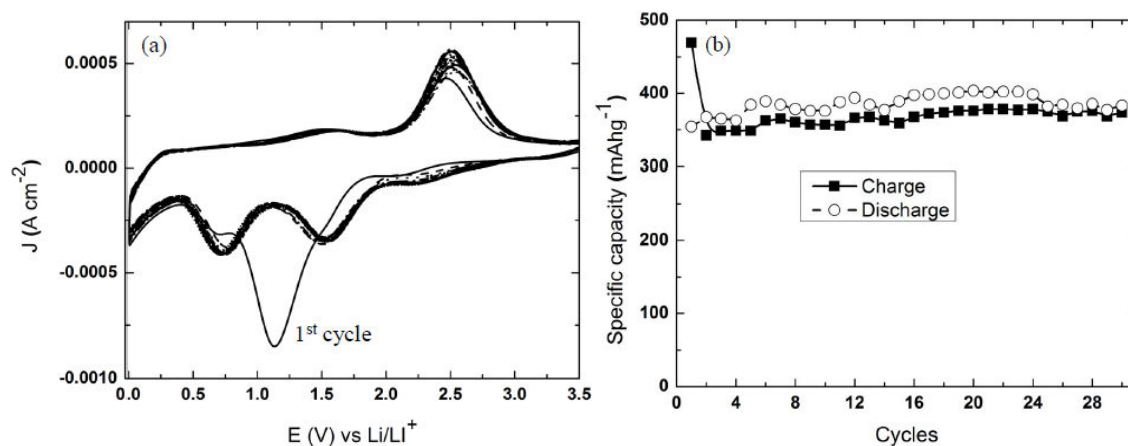 (a)
J (A cm⁻²)
0.0005
0.0000
-0.0005
-0.0010
1st cycle
0.0 0.5 1.0 1.5 2.0 2.5 3.0 3.5
E (V) vs Li/LI⁺
(b)
Specific capacity (mAhg⁻¹)
500
400
300
200
100
0
Charge
Discharge
0 4 8 12 16 20 24 28
Cycles